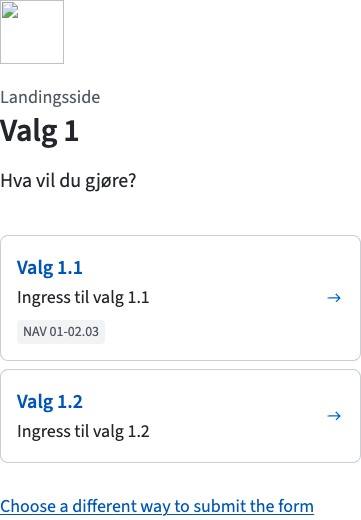 Landingsside
Valg 1
Hva vil du gjøre?
Valg 1.1
Ingress til valg 1.1
NAV 01-02.03
Valg 1.2
Ingress til valg 1.2
Choose a different way to submit the form